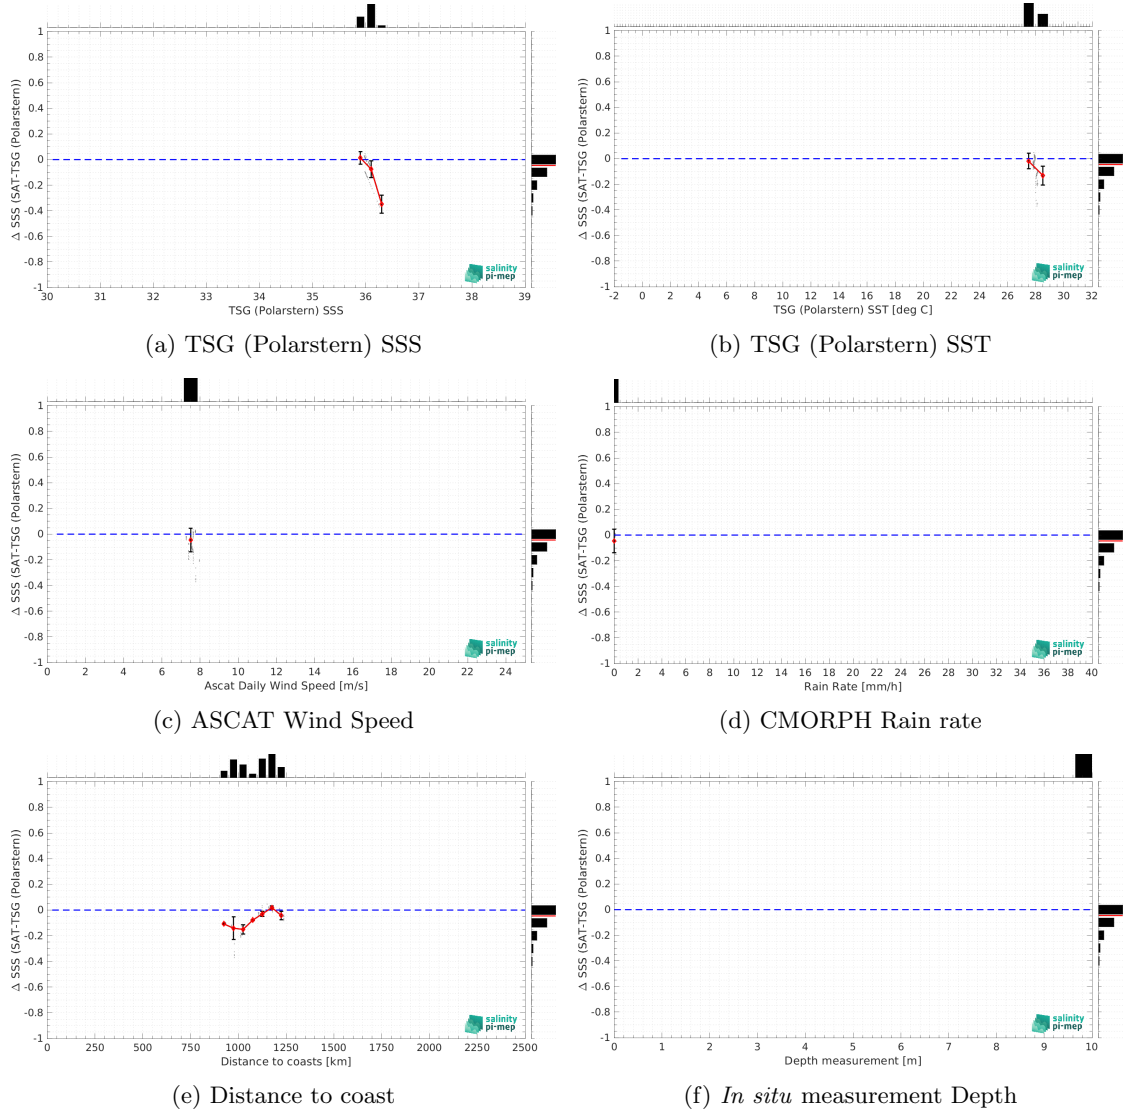 1
0.8
0.6
0.4
0.2
0
-0.2
-0.4
-0.6
-0.8
-1
Δ SSS (SAT-TSG (Polarstern))
salinity
pi-mep
30 31 32 33 34 35 36 37 38 39
TSG (Polarstern) SSS
(a) TSG (Polarstern) SSS
1
0.8
0.6
0.4
0.2
0
-0.2
-0.4
-0.6
-0.8
-1
Δ SSS (SAT-TSG (Polarstern))
salinity
pi-mep
-2 0 2 4 6 8 10 12 14 16 18 20 22 24 26 28 30 32
TSG (Polarstern) SST [deg C]
(b) TSG (Polarstern) SST
1
0.8
0.6
0.4
0.2
0
-0.2
-0.4
-0.6
-0.8
-1
Δ SSS (SAT-TSG (Polarstern))
salinity
pi-mep
0 2 4 6 8 10 12 14 16 18 20 22 24
Ascat Daily Wind Speed [m/s]
(c) ASCAT Wind Speed
1
0.8
0.6
0.4
0.2
0
-0.2
-0.4
-0.6
-0.8
-1
Δ SSS (SAT-TSG (Polarstern))
salinity
pi-mep
0 2 4 6 8 10 12 14 16 18 20 22 24 26 28 30 32 34 36 38 40
Rain Rate [mm/h]
(d) CMORPH Rain rate
1
0.8
0.6
0.4
0.2
0
-0.2
-0.4
-0.6
-0.8
-1
Δ SSS (SAT-TSG (Polarstern))
salinity
pi-mep
0 250 500 750 1000 1250 1500 1750 2000 2250 2500
Distance to coasts [km]
(e) Distance to coast
1
0.8
0.6
0.4
0.2
0
-0.2
-0.4
-0.6
-0.8
-1
Δ SSS (SAT-TSG (Polarstern))
salinity
pi-mep
0 1 2 3 4 5 6 7 8 9 10
Depth measurement [m]
(f) In situ measurement Depth